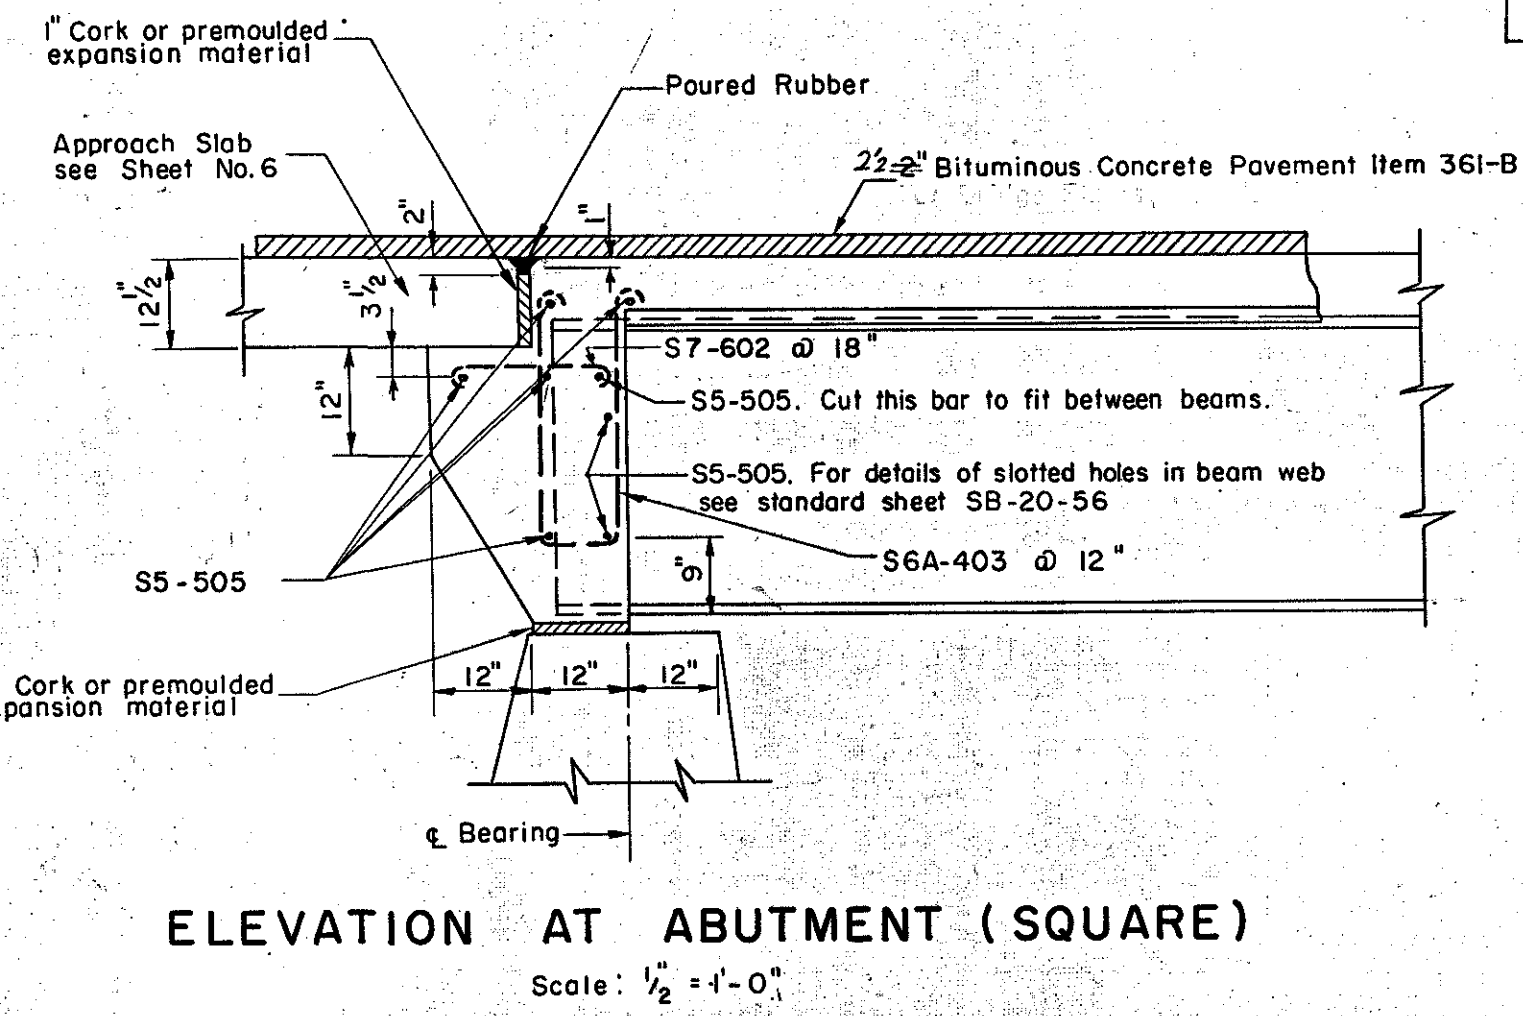 1" Cork or premoulded
expansion material
Poured Rubber
Approach Slab
see Sheet No. 6
2½ 2" Bituminous Concrete Pavement Item 361-B
2"
1"
12½"
3½"
S7-602 @ 18"
12"
S5-505. Cut this bar to fit between beams.
S5-505. For details of slotted holes in beam web
see standard sheet SB-20-56
S6A-403 @ 12"
9"
S5-505
Cork or premoulded
pansion material
12" 12" 12"
℄ Bearing
ELEVATION AT ABUTMENT (SQUARE)
Scale: ½" = 1'-0"